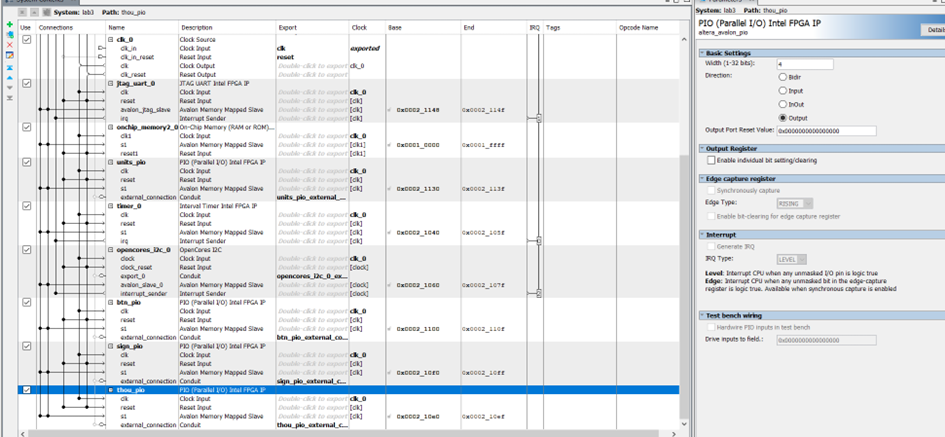 System Contents
System: lab3 Path: thou_pio
Use Connections Name Description Export Clock Base End IRQ Tags Opcode Name
clk_0 Clock Source
clk_in Clock Input clk exported
clk_in_reset Reset Input reset
clk Clock Output Double-click to export clk_0
clk_reset Reset Output Double-click to export
jtag_uart_0 JTAG UART Intel FPGA IP
clk Clock Input Double-click to export clk_0
reset Reset Input Double-click to export [clk]
avalon_jtag_slave Avalon Memory Mapped Slave Double-click to export [clk] 0x0002_1148 0x0002_114f
irq Interrupt Sender Double-click to export [clk]
onchip_memory2_0 On-Chip Memory (RAM or ROM)...
clk1 Clock Input Double-click to export clk_0
s1 Avalon Memory Mapped Slave Double-click to export [clk1] 0x0001_0000 0x0001_ffff
reset1 Reset Input Double-click to export [clk1]
units_pio PIO (Parallel I/O) Intel FPGA IP
clk Clock Input Double-click to export clk_0
reset Reset Input Double-click to export [clk]
s1 Avalon Memory Mapped Slave Double-click to export [clk] 0x0002_1130 0x0002_113f
external_connection Conduit units_pio_external_...
timer_0 Interval Timer Intel FPGA IP
clk Clock Input Double-click to export clk_0
reset Reset Input Double-click to export [clk]
s1 Avalon Memory Mapped Slave Double-click to export [clk] 0x0002_1040 0x0002_105f
irq Interrupt Sender Double-click to export [clk]
opencores_i2c_0 OpenCores I2C
clock Clock Input Double-click to export clk_0
clock_reset Reset Input Double-click to export [clock]
export_0 Conduit opencores_i2c_0_ex...
avalon_slave_0 Avalon Memory Mapped Slave Double-click to export [clock] 0x0002_1060 0x0002_107f
interrupt_sender Interrupt Sender Double-click to export [clock]
btn_pio PIO (Parallel I/O) Intel FPGA IP
clk Clock Input Double-click to export clk_0
reset Reset Input Double-click to export [clk]
s1 Avalon Memory Mapped Slave Double-click to export [clk] 0x0002_1100 0x0002_110f
external_connection Conduit btn_pio_external_co...
sign_pio PIO (Parallel I/O) Intel FPGA IP
clk Clock Input Double-click to export clk_0
reset Reset Input Double-click to export [clk]
s1 Avalon Memory Mapped Slave Double-click to export [clk] 0x0002_10f0 0x0002_10ff
external_connection Conduit sign_pio_external_c...
thou_pio PIO (Parallel I/O) Intel FPGA IP
clk Clock Input Double-click to export clk_0
reset Reset Input Double-click to export [clk]
s1 Avalon Memory Mapped Slave Double-click to export [clk] 0x0002_10e0 0x0002_10ef
external_connection Conduit thou_pio_external_c...
System: lab3 Path: thou_pio
PIO (Parallel I/O) Intel FPGA IP
altera_avalon_pio
Details
Basic Settings
Width (1-32 bits): 4
Direction: Bidir
Input
InOut
Output
Output Port Reset Value: 0x0000000000000000
Output Register
Enable individual bit setting/clearing
Edge capture register
Synchronously capture
Edge Type: RISING
Enable bit-clearing for edge capture register
Interrupt
Generate IRQ
IRQ Type: LEVEL
Level: Interrupt CPU when any unmasked I/O pin is logic true
Edge: Interrupt CPU when any unmasked bit in the edge-capture
register is logic true. Available when synchronous capture is enabled
Test bench wiring
Hardwire PIO inputs in test bench
Drive inputs to field.: 0x0000000000000000